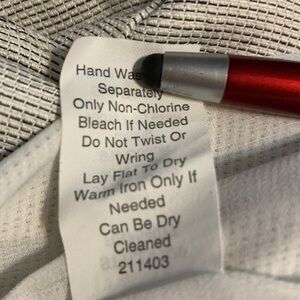 Hand Was
Separately
Only Non-Chlorine
Bleach If Needed
Do Not Twist Or
Wring
Lay Flat To Dry
Warm Iron Only If
Needed
Can Be Dry
Cleaned
211403